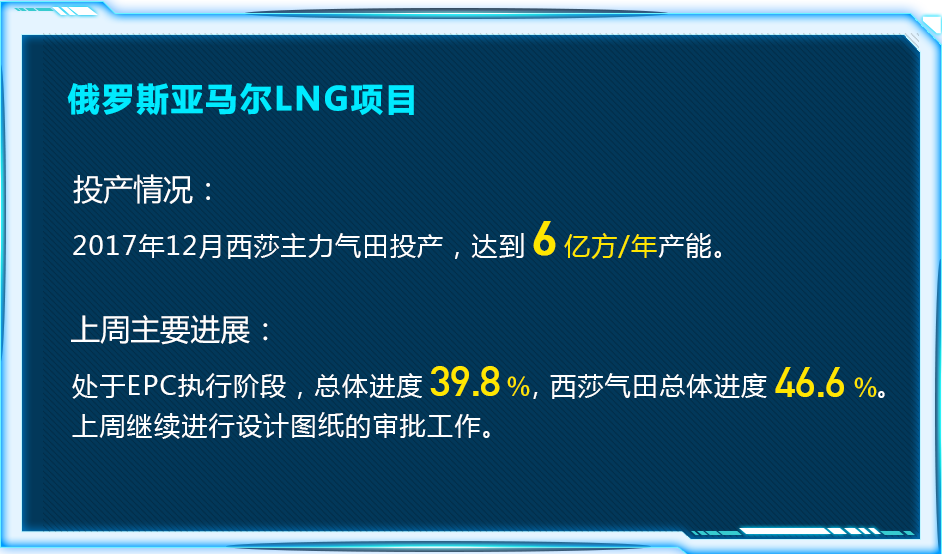 俄罗斯亚马尔LNG项目
投产情况：
2017年12月西莎主力气田投产，达到 6 亿方/年产能。
上周主要进展：
处于EPC执行阶段，总体进度 39.8 %, 西莎气田总体进度 46.6 %。
上周继续进行设计图纸的审批工作。